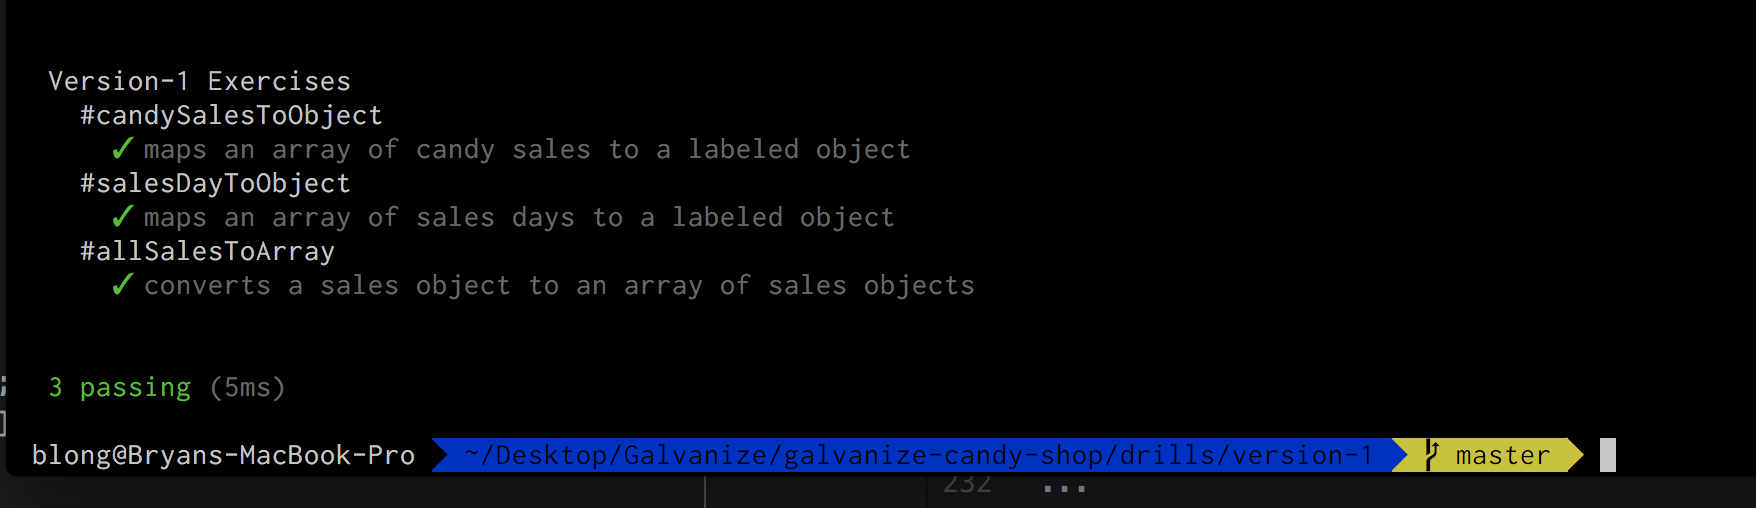 Version-1 Exercises
#candySalesToObject
✓ maps an array of candy sales to a labeled object
#salesDayToObject
✓ maps an array of sales days to a labeled object
#allSalesToArray
✓ converts a sales object to an array of sales objects
3 passing (5ms)
;
]
blong@Bryans-MacBook-Pro ~/Desktop/Galvanize/galvanize-candy-shop/drills/version-1 master
232 ...